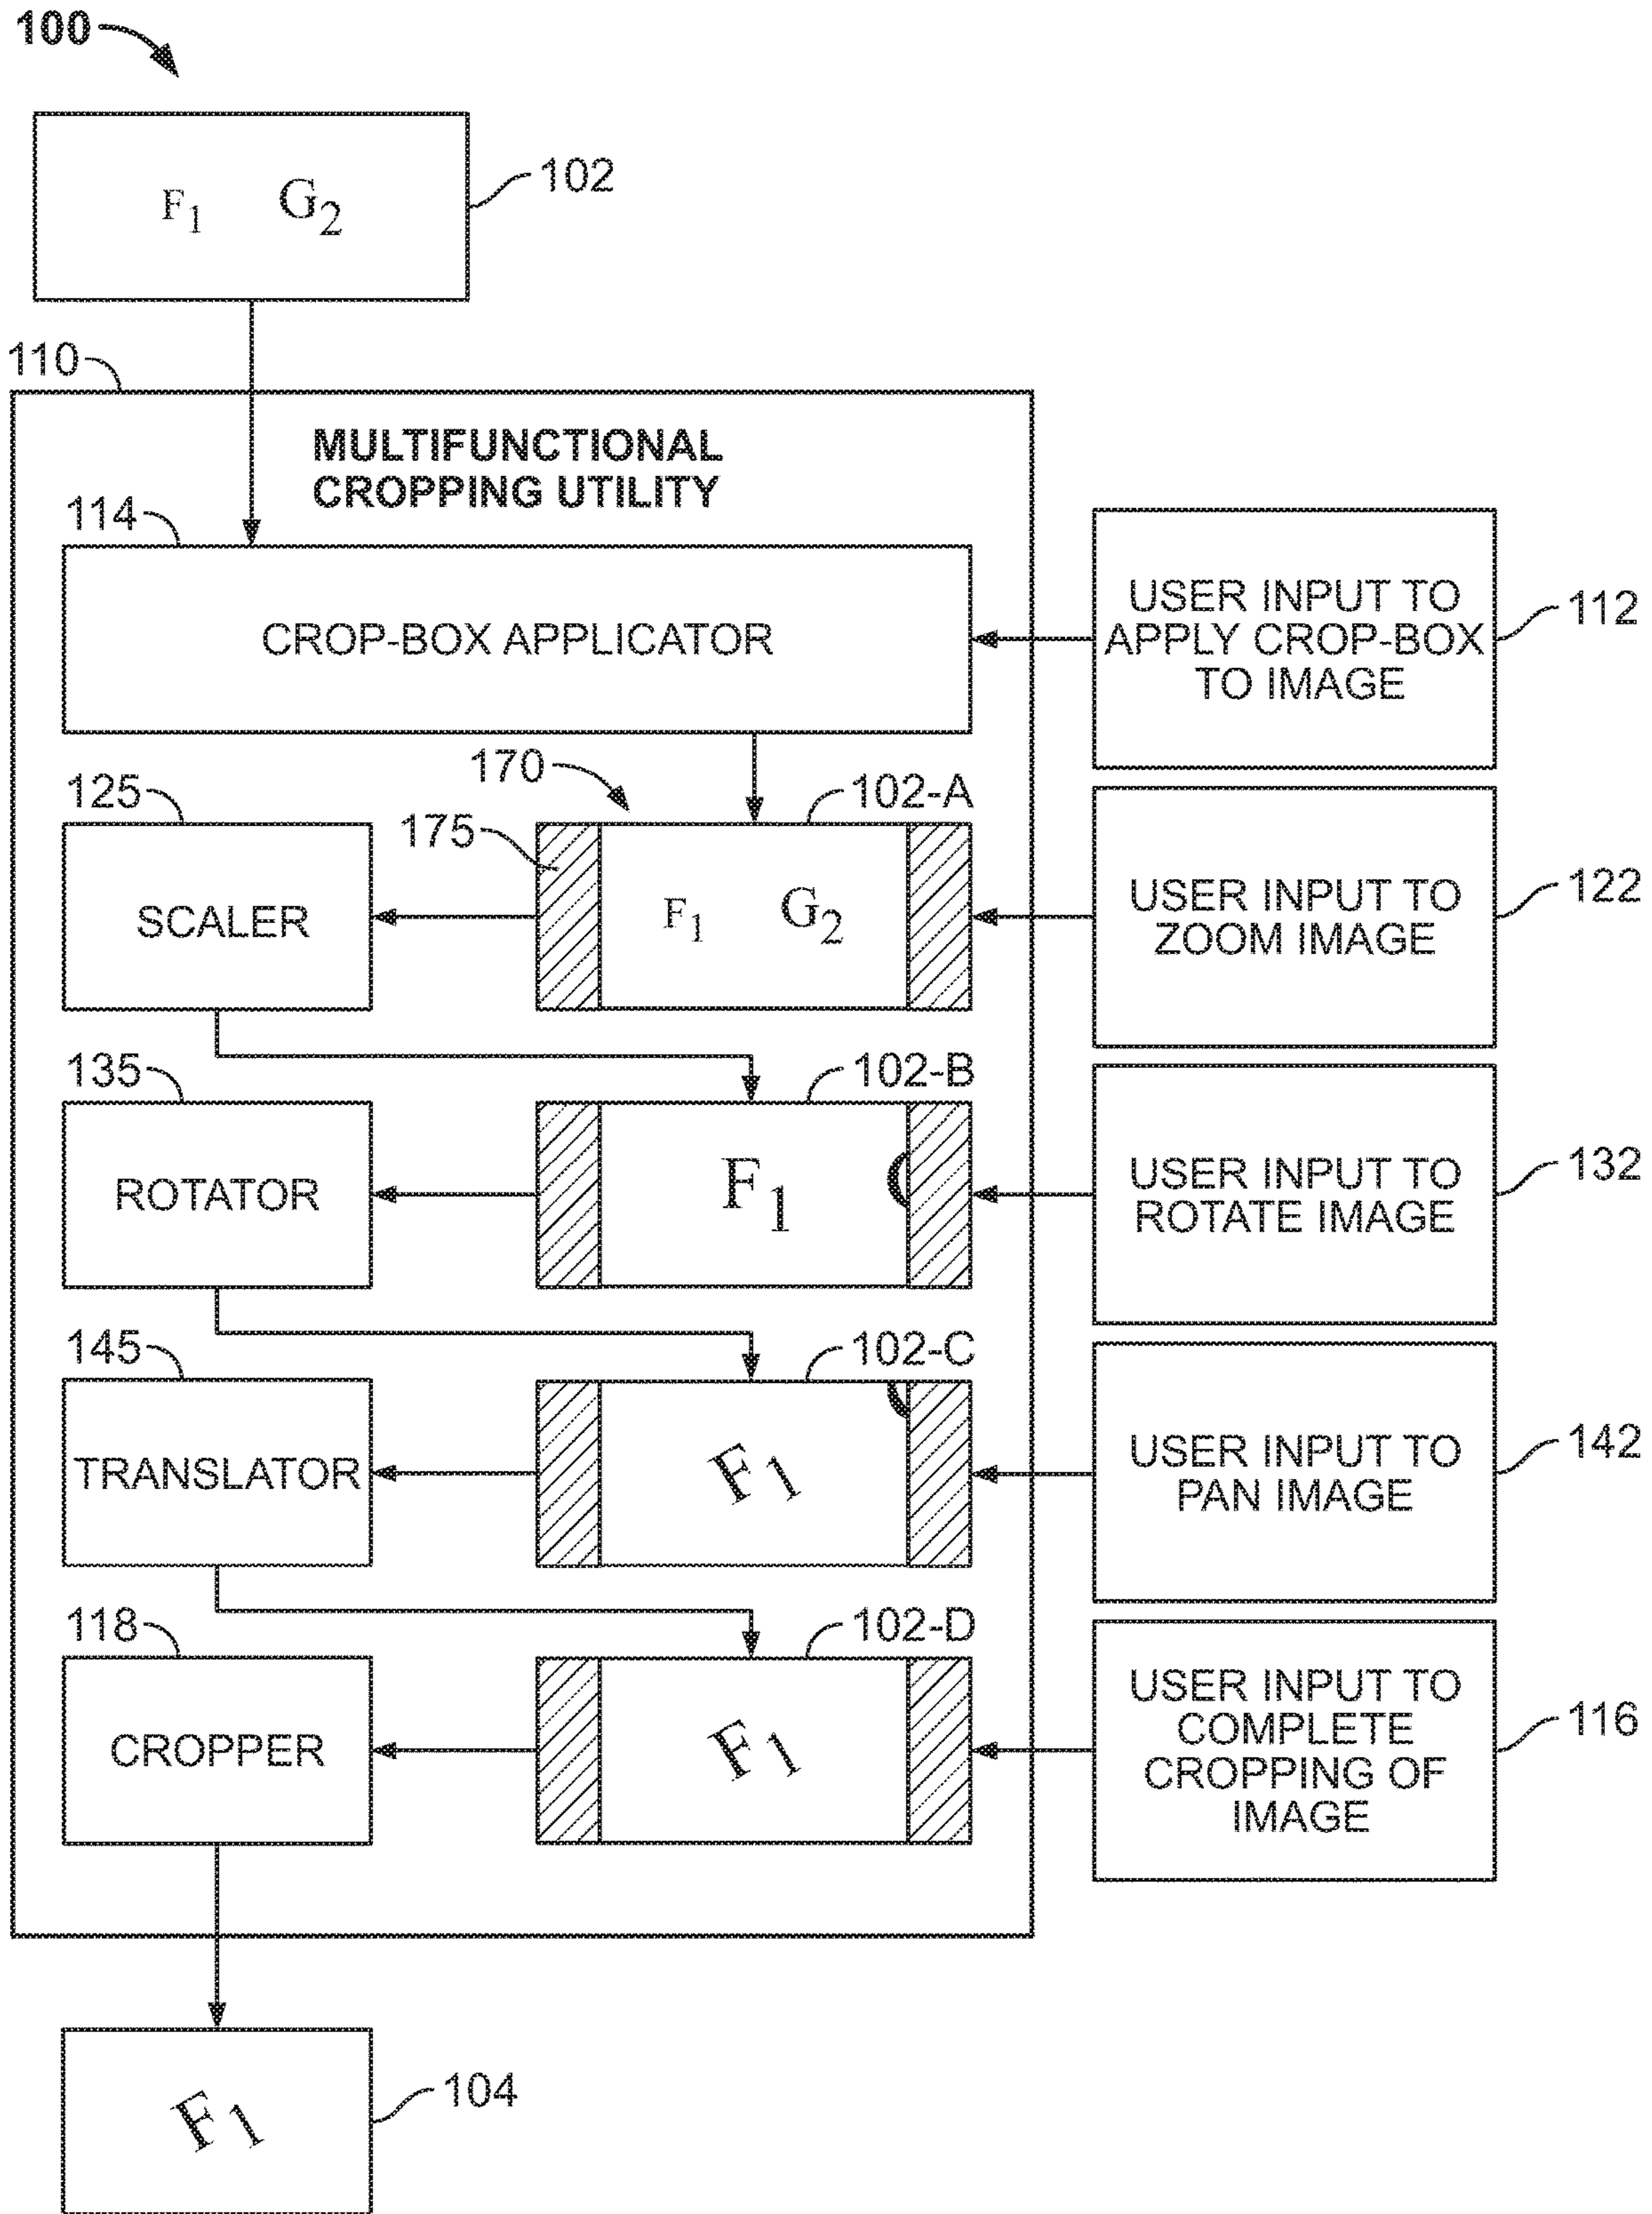 100
F1 G2
102
110
MULTIFUNCTIONAL
CROPPING UTILITY
114
CROP-BOX APPLICATOR
USER INPUT TO
APPLY CROP-BOX
TO IMAGE
112
170
102-A
125
175
SCALER
F1 G2
USER INPUT TO
ZOOM IMAGE
122
135
102-B
ROTATOR
F1
USER INPUT TO
ROTATE IMAGE
132
145
102-C
TRANSLATOR
F1
USER INPUT TO
PAN IMAGE
142
118
102-D
CROPPER
F1
USER INPUT TO
COMPLETE
CROPPING OF
IMAGE
116
F1
104